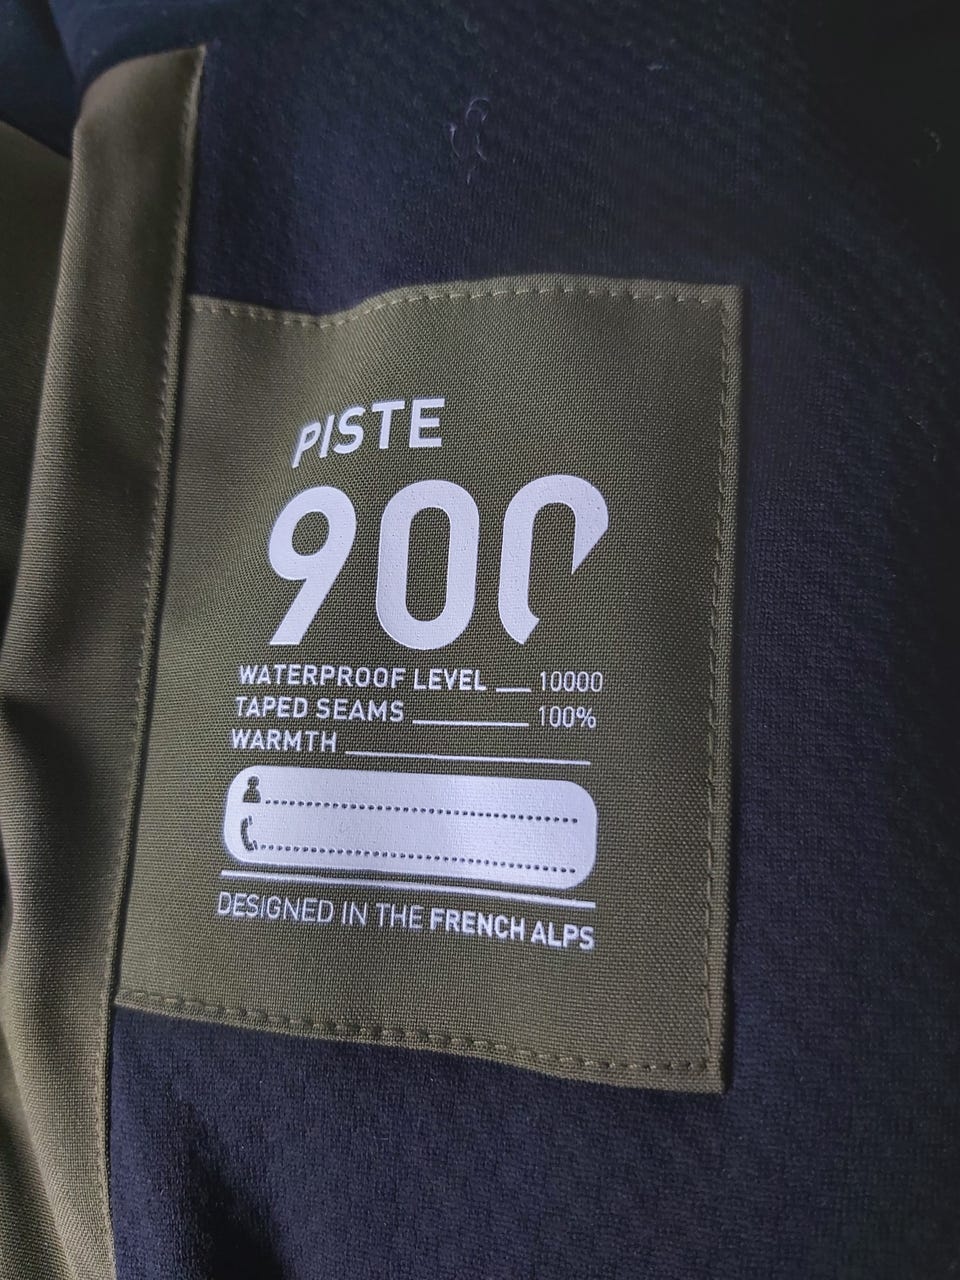 PISTE
900
WATERPROOF LEVEL 10000
TAPED SEAMS 100%
WARMTH
DESIGNED IN THE FRENCH ALPS